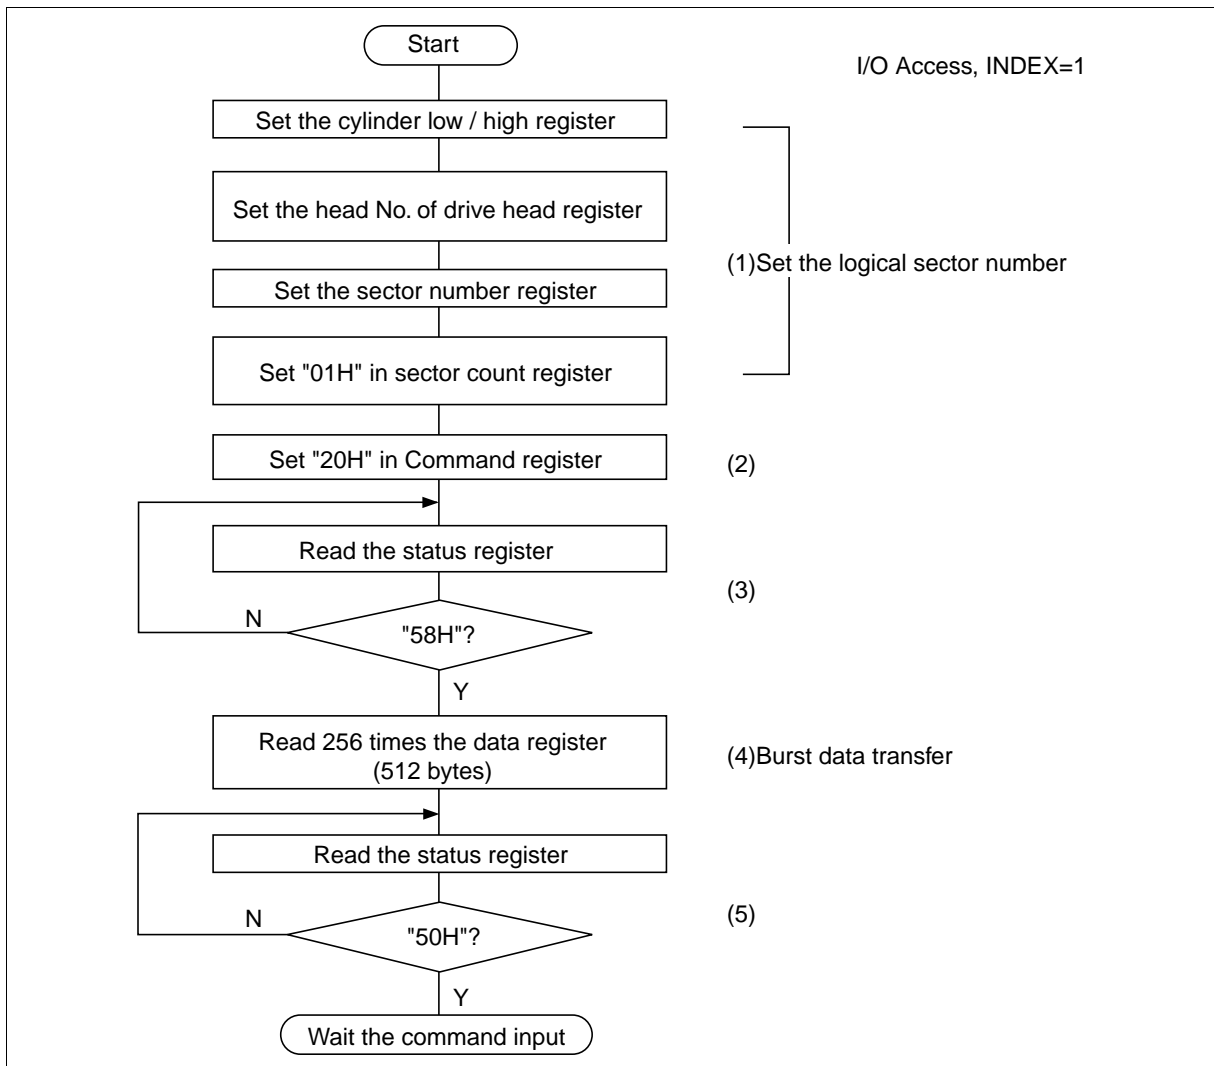 Start
I/O Access, INDEX=1
Set the cylinder low / high register
Set the head No. of drive head register
(1)Set the logical sector number
Set the sector number register
Set "01H" in sector count register
Set "20H" in Command register
(2)
Read the status register
(3)
N
"58H"?
Y
Read 256 times the data register
(512 bytes)
(4)Burst data transfer
Read the status register
N
(5)
"50H"?
Y
Wait the command input